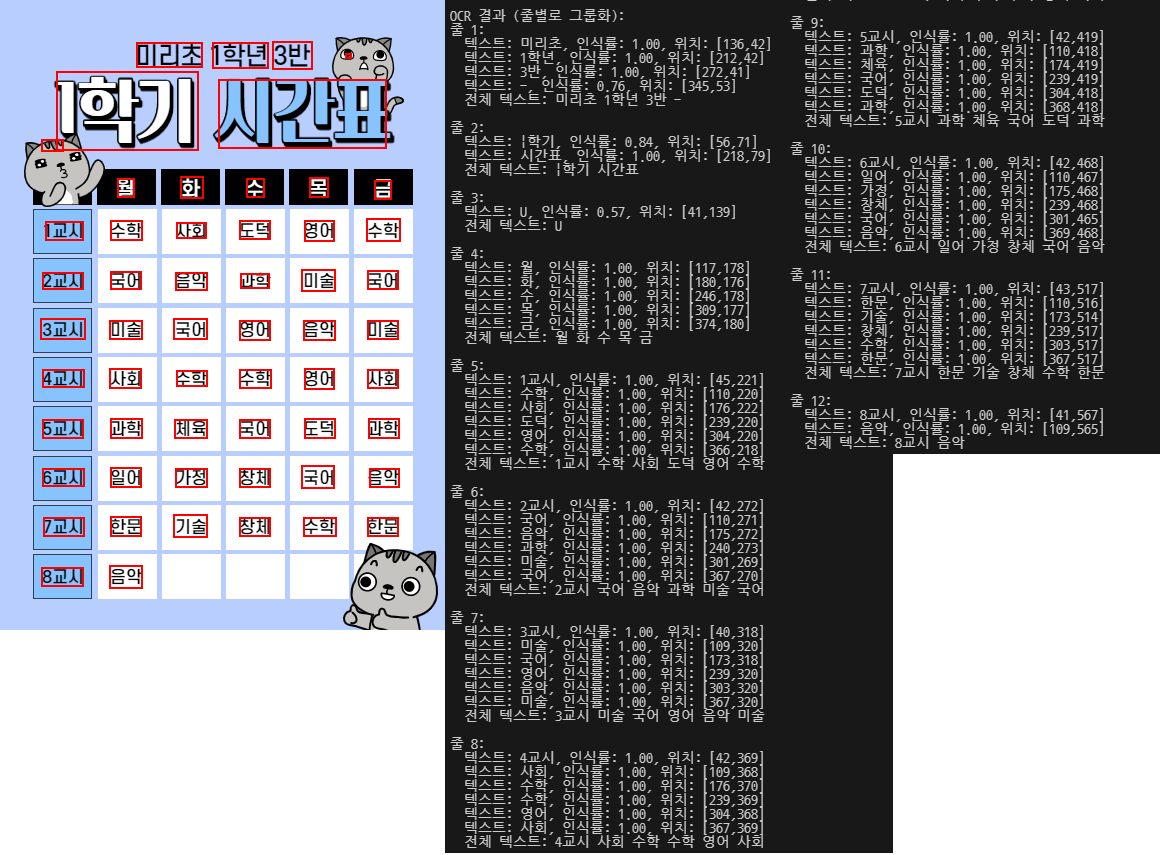 미리초 1학년 3반
1학기 시간표
월 화 수 목 금
1교시 수학 사회 도덕 영어 수학
2교시 국어 음악 과학 미술 국어
3교시 미술 국어 영어 음악 미술
4교시 사회 수학 수학 영어 사회
5교시 과학 체육 국어 도덕 과학
6교시 일어 가정 창체 국어 음악
7교시 한문 기술 창체 수학 한문
8교시 음악
OCR 결과 (줄별로 그룹화):
줄 1:
텍스트: 미리초, 인식률: 1.00, 위치: [136,42]
텍스트: 1학년, 인식률: 1.00, 위치: [212,42]
텍스트: 3반, 인식률: 1.00, 위치: [272,41]
텍스트: -, 인식률: 0.76, 위치: [345,53]
전체 텍스트: 미리초 1학년 3반 -
줄 2:
텍스트: |학기, 인식률: 0.84, 위치: [56,71]
텍스트: 시간표, 인식률: 1.00, 위치: [218,79]
전체 텍스트: |학기 시간표
줄 3:
텍스트: U, 인식률: 0.57, 위치: [41,139]
전체 텍스트: U
줄 4:
텍스트: 월, 인식률: 1.00, 위치: [117,178]
텍스트: 화, 인식률: 1.00, 위치: [180,176]
텍스트: 수, 인식률: 1.00, 위치: [246,178]
텍스트: 목, 인식률: 1.00, 위치: [309,177]
텍스트: 금, 인식률: 1.00, 위치: [374,180]
전체 텍스트: 월 화 수 목 금
줄 5:
텍스트: 1교시, 인식률: 1.00, 위치: [45,221]
텍스트: 수학, 인식률: 1.00, 위치: [110,220]
텍스트: 사회, 인식률: 1.00, 위치: [176,222]
텍스트: 도덕, 인식률: 1.00, 위치: [239,220]
텍스트: 영어, 인식률: 1.00, 위치: [304,220]
텍스트: 수학, 인식률: 1.00, 위치: [366,218]
전체 텍스트: 1교시 수학 사회 도덕 영어 수학
줄 6:
텍스트: 2교시, 인식률: 1.00, 위치: [42,272]
텍스트: 국어, 인식률: 1.00, 위치: [110,271]
텍스트: 음악, 인식률: 1.00, 위치: [175,272]
텍스트: 과학, 인식률: 1.00, 위치: [240,273]
텍스트: 미술, 인식률: 1.00, 위치: [301,269]
텍스트: 국어, 인식률: 1.00, 위치: [367,270]
전체 텍스트: 2교시 국어 음악 과학 미술 국어
줄 7:
텍스트: 3교시, 인식률: 1.00, 위치: [40,318]
텍스트: 미술, 인식률: 1.00, 위치: [109,320]
텍스트: 국어, 인식률: 1.00, 위치: [173,318]
텍스트: 영어, 인식률: 1.00, 위치: [239,320]
텍스트: 음악, 인식률: 1.00, 위치: [303,320]
텍스트: 미술, 인식률: 1.00, 위치: [367,320]
전체 텍스트: 3교시 미술 국어 영어 음악 미술
줄 8:
텍스트: 4교시, 인식률: 1.00, 위치: [42,369]
텍스트: 사회, 인식률: 1.00, 위치: [109,368]
텍스트: 수학, 인식률: 1.00, 위치: [176,370]
텍스트: 수학, 인식률: 1.00, 위치: [239,369]
텍스트: 영어, 인식률: 1.00, 위치: [304,368]
텍스트: 사회, 인식률: 1.00, 위치: [367,369]
전체 텍스트: 4교시 사회 수학 수학 영어 사회
줄 9:
텍스트: 5교시, 인식률: 1.00, 위치: [42,419]
텍스트: 과학, 인식률: 1.00, 위치: [110,418]
텍스트: 체육, 인식률: 1.00, 위치: [174,419]
텍스트: 국어, 인식률: 1.00, 위치: [239,419]
텍스트: 도덕, 인식률: 1.00, 위치: [304,418]
텍스트: 과학, 인식률: 1.00, 위치: [368,418]
전체 텍스트: 5교시 과학 체육 국어 도덕 과학
줄 10:
텍스트: 6교시, 인식률: 1.00, 위치: [42,468]
텍스트: 일어, 인식률: 1.00, 위치: [110,467]
텍스트: 가정, 인식률: 1.00, 위치: [175,468]
텍스트: 창체, 인식률: 1.00, 위치: [239,468]
텍스트: 국어, 인식률: 1.00, 위치: [301,465]
텍스트: 음악, 인식률: 1.00, 위치: [369,468]
전체 텍스트: 6교시 일어 가정 창체 국어 음악
줄 11:
텍스트: 7교시, 인식률: 1.00, 위치: [43,517]
텍스트: 한문, 인식률: 1.00, 위치: [110,516]
텍스트: 기술, 인식률: 1.00, 위치: [173,514]
텍스트: 창체, 인식률: 1.00, 위치: [239,517]
텍스트: 수학, 인식률: 1.00, 위치: [303,517]
텍스트: 한문, 인식률: 1.00, 위치: [367,517]
전체 텍스트: 7교시 한문 기술 창체 수학 한문
줄 12:
텍스트: 8교시, 인식률: 1.00, 위치: [41,567]
텍스트: 음악, 인식률: 1.00, 위치: [109,565]
전체 텍스트: 8교시 음악